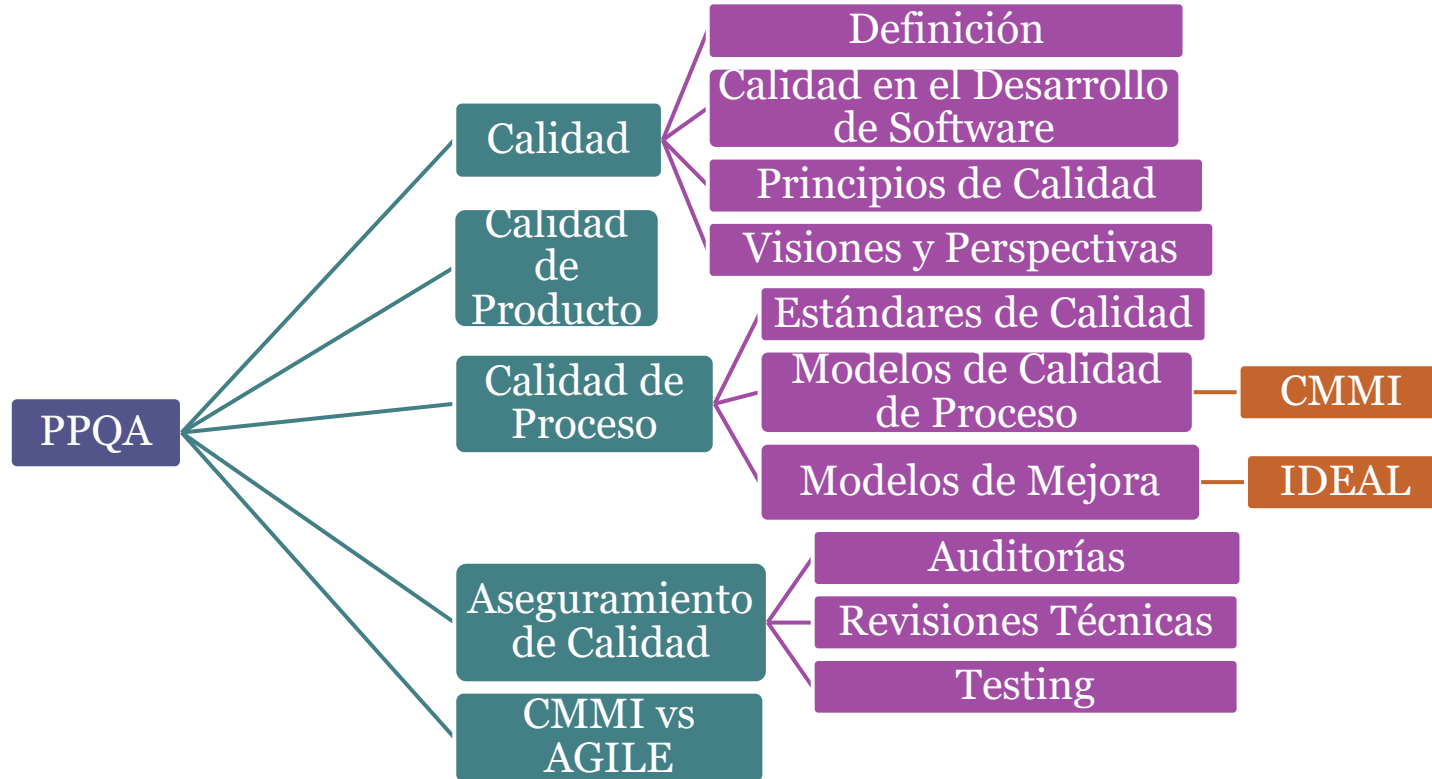 PPQA
Calidad
Definición
Calidad en el Desarrollo
de Software
Principios de Calidad
Visiones y Perspectivas
Calidad
de
Producto
Calidad de
Proceso
Estándares de Calidad
Modelos de Calidad
de Proceso
CMMI
Modelos de Mejora
IDEAL
Aseguramiento
de Calidad
Auditorías
Revisiones Técnicas
Testing
CMMI vs
AGILE